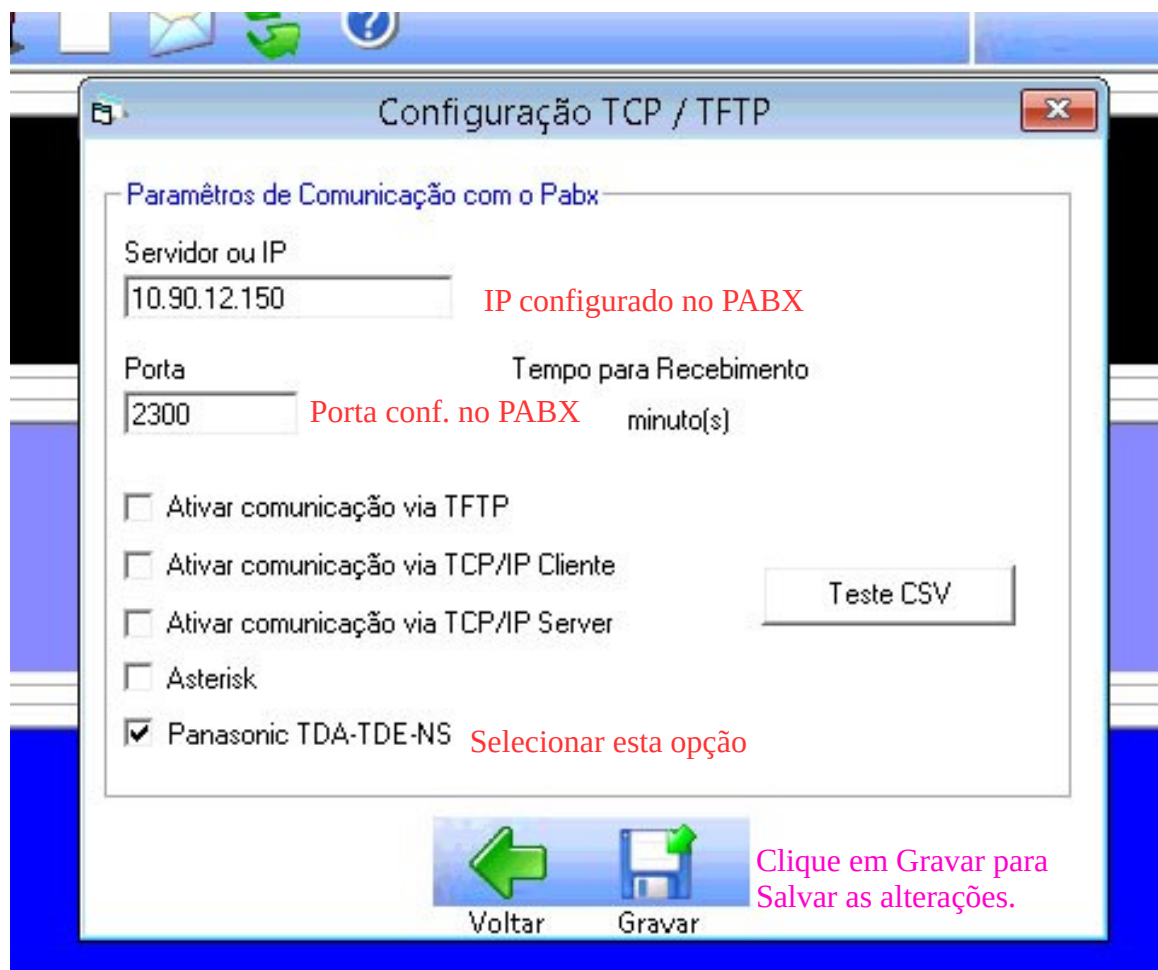 ?
Configuração TCP / TFTP
Paramêtros de Comunicação com o Pabx
Servidor ou IP
10.90.12.150
IP configurado no PABX
Porta
Tempo para Recebimento
2300
Porta conf. no PABX
minuto(s)
Ativar comunicação via TFTP
Ativar comunicação via TCP/IP Cliente
Teste CSV
Ativar comunicação via TCP/IP Server
Asterisk
Panasonic TDA-TDE-NS
Selecionar esta opção
Clique em Gravar para
Salvar as alterações.
Voltar
Gravar